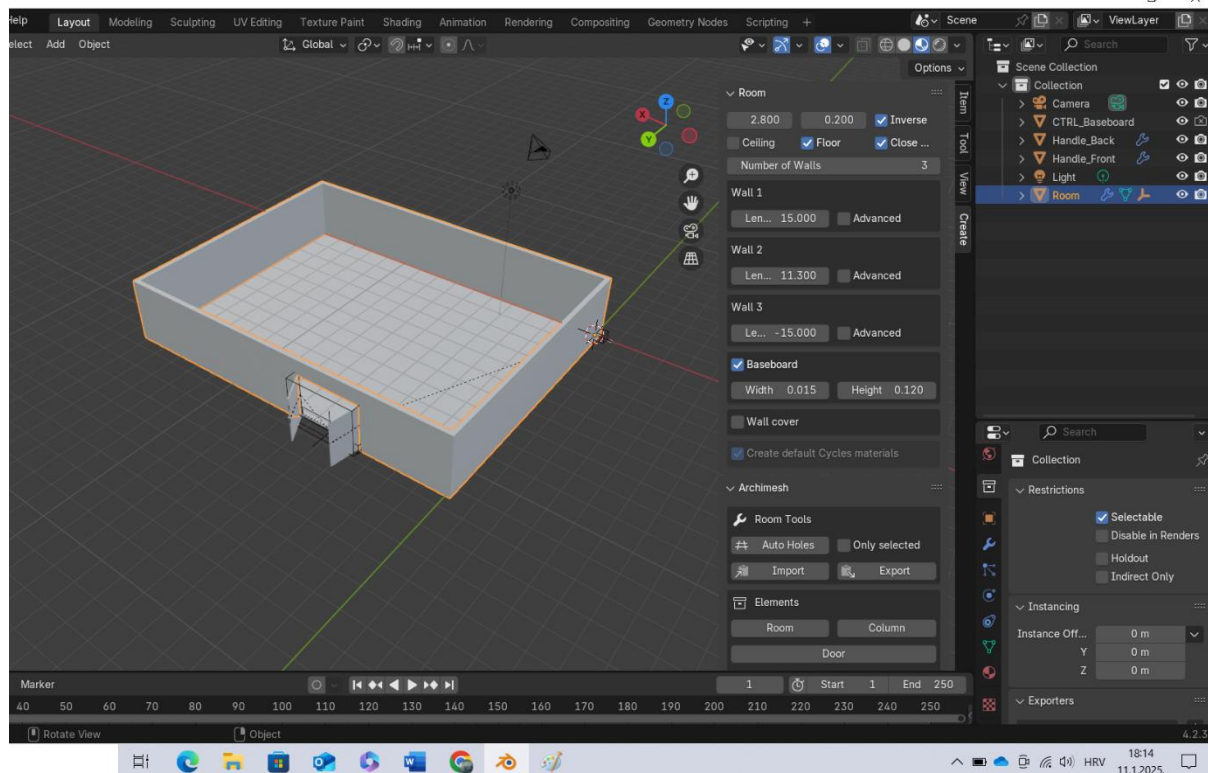 Help Layout Modeling Sculpting UV Editing Texture Paint Shading Animation Rendering Compositing Geometry Nodes Scripting + Scene ViewLayer
elect Add Object Global Search
Options
Room
2.800 0.200 Inverse
Ceiling Floor Close ...
Number of Walls 3
Wall 1
Len... 15.000 Advanced
Wall 2
Len... 11.300 Advanced
Wall 3
Le... -15.000 Advanced
Baseboard
Width 0.015 Height 0.120
Wall cover
Create default Cycles materials
Archimesh
Room Tools
Auto Holes Only selected
Import Export
Elements
Room Column
Door
Item
Tool
View
Create
X
Y
Z
Scene Collection
Collection
Camera
CTRL_Baseboard
Handle_Back
Handle_Front
Light
Room
Search
Collection
Restrictions
Selectable
Disable in Renders
Holdout
Indirect Only
Instancing
Instance Off... 0 m
Y 0 m
Z 0 m
Exporters
Marker 1 Start 1 End 250
40 50 60 70 80 90 100 110 120 130 140 150 160 170 180 190 200 210 220 230 240 250
Rotate View Object 4.2.3
HRV 18:14
11.1.2025.